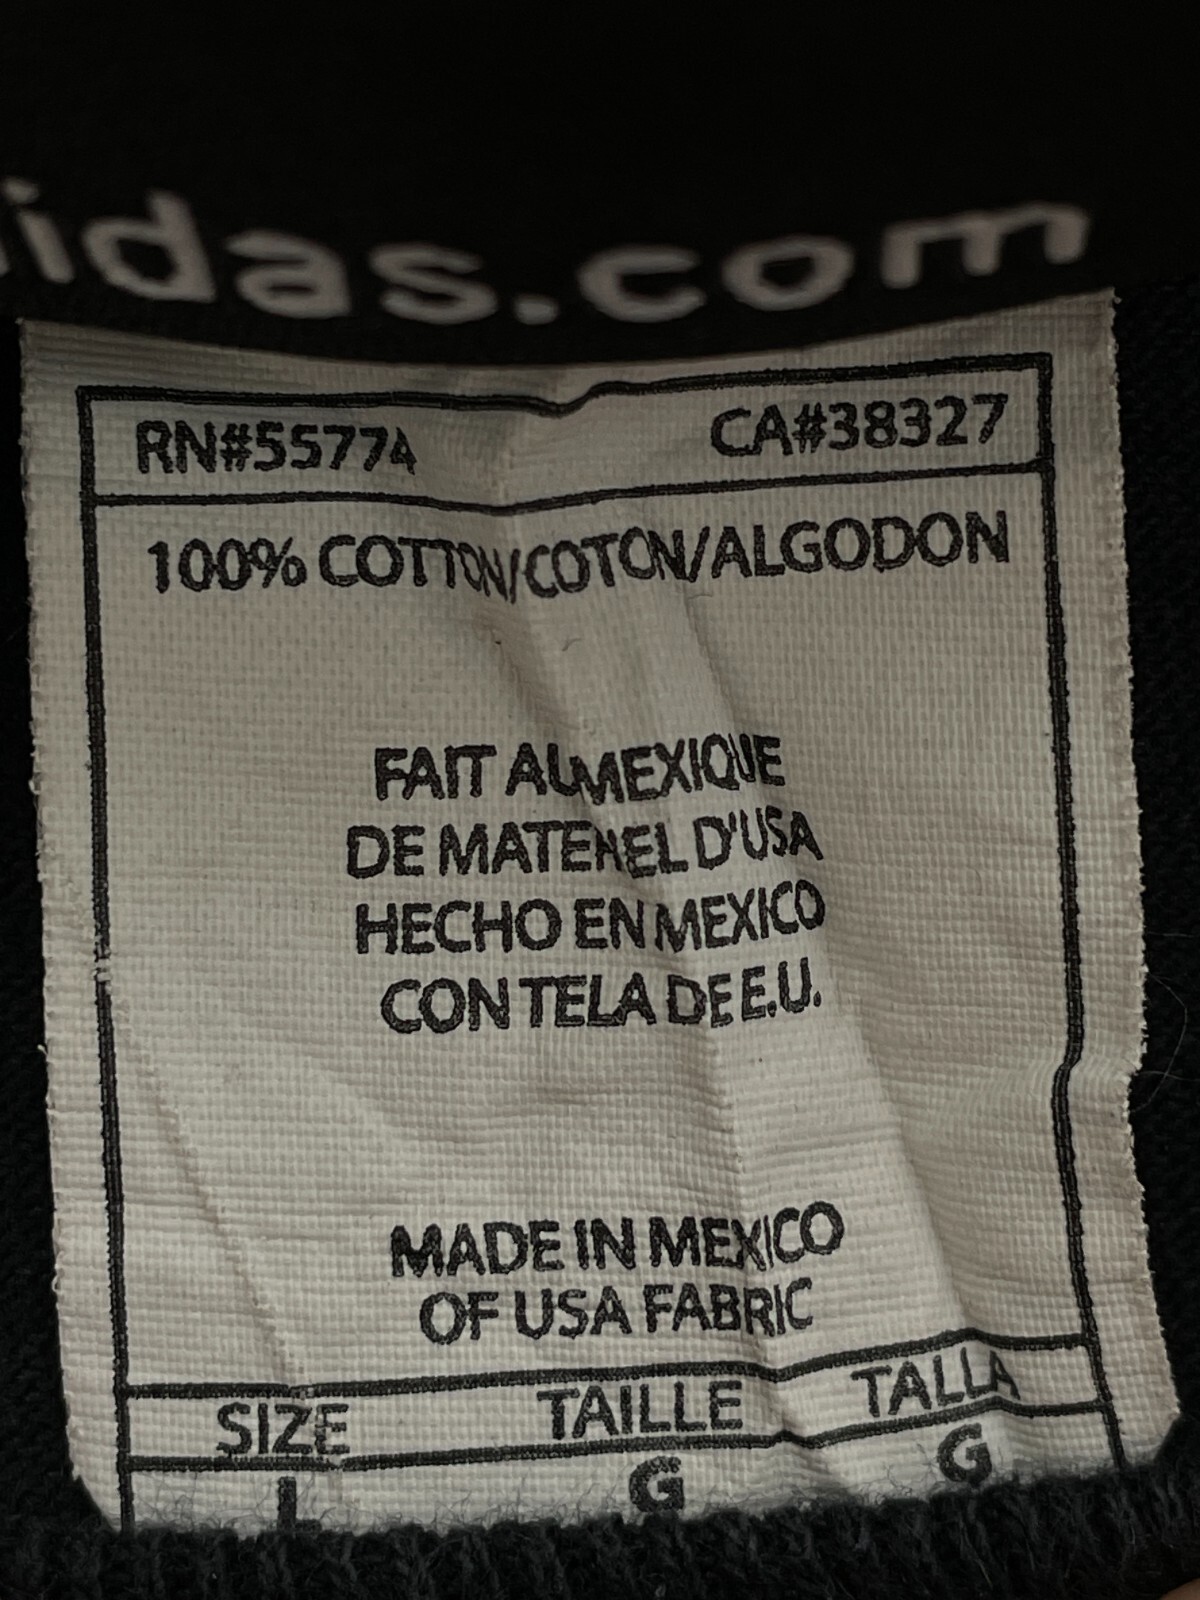 idas.com
RN#55774 CA#38327
100% COTTON/COTON/ALGODON
FAIT AU MEXIQUE
DE MATERIEL D'USA
HECHO EN MEXICO
CON TELA DE E.U.
MADE IN MEXICO
OF USA FABRIC
SIZE TAILLE TALLA
L G G